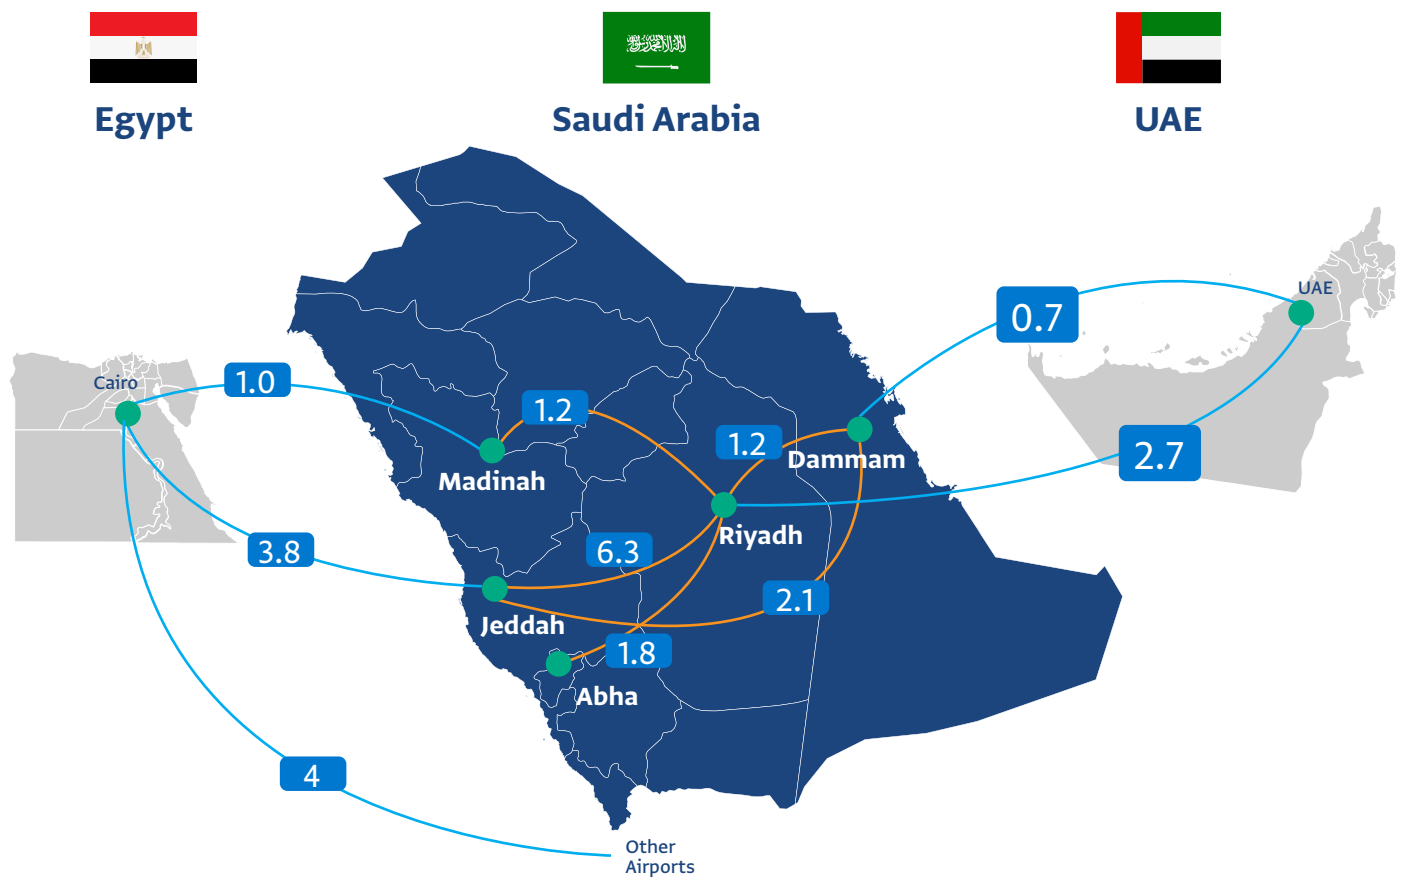 Egypt
Saudi Arabia
UAE
UAE
0.7
Cairo
1.0
1.2
1.2
Dammam
2.7
Madinah
Riyadh
3.8
6.3
2.1
Jeddah
1.8
Abha
4
Other
Airports